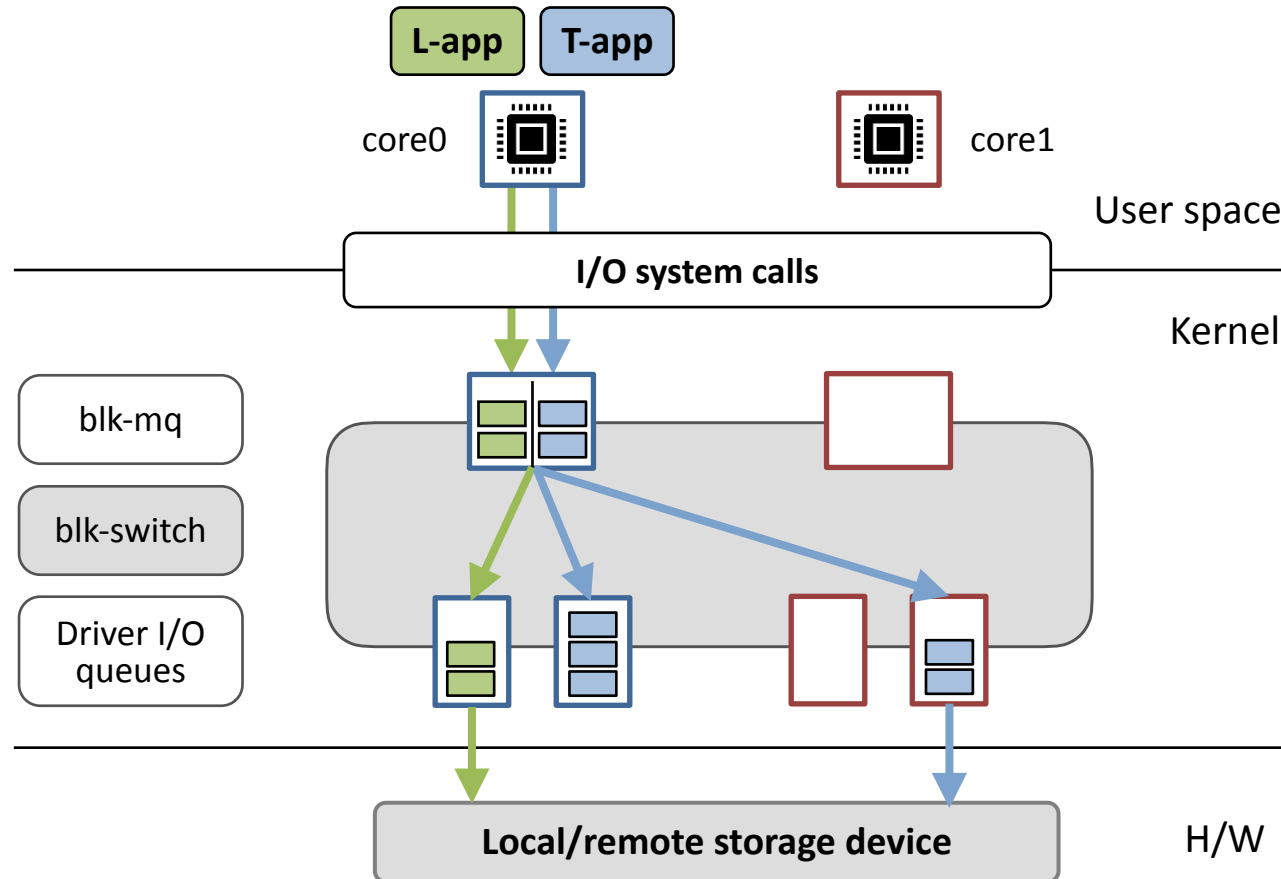 L-app
T-app
core0
core1
User space
I/O system calls
Kernel
blk-mq
blk-switch
Driver I/O
queues
Local/remote storage device
H/W